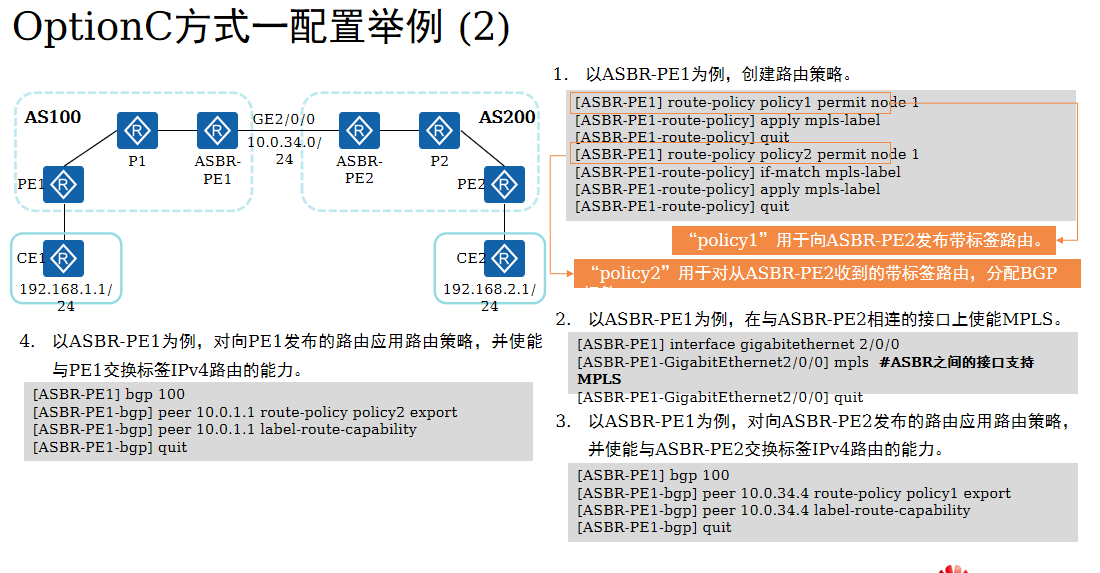 OptionC方式一配置举例 (2)
AS100
AS200
GE2/0/0
10.0.34.0/
24
P1
ASBR-
PE1
ASBR-
PE2
P2
PE1
PE2
CE1
CE2
192.168.1.1/
24
192.168.2.1/
24
1. 以ASBR-PE1为例，创建路由策略。
[ASBR-PE1] route-policy policy1 permit node 1
[ASBR-PE1-route-policy] apply mpls-label
[ASBR-PE1-route-policy] quit
[ASBR-PE1] route-policy policy2 permit node 1
[ASBR-PE1-route-policy] if-match mpls-label
[ASBR-PE1-route-policy] apply mpls-label
[ASBR-PE1-route-policy] quit
“policy1”用于向ASBR-PE2发布带标签路由。
“policy2”用于对从ASBR-PE2收到的带标签路由，分配BGP
2. 以ASBR-PE1为例，在与ASBR-PE2相连的接口上使能MPLS。
[ASBR-PE1] interface gigabitethernet 2/0/0
[ASBR-PE1-GigabitEthernet2/0/0] mpls #ASBR之间的接口支持
MPLS
[ASBR-PE1-GigabitEthernet2/0/0] quit
3. 以ASBR-PE1为例，对向ASBR-PE2发布的路由应用路由策略，
并使能与ASBR-PE2交换标签IPv4路由的能力。
[ASBR-PE1] bgp 100
[ASBR-PE1-bgp] peer 10.0.34.4 route-policy policy1 export
[ASBR-PE1-bgp] peer 10.0.34.4 label-route-capability
[ASBR-PE1-bgp] quit
4. 以ASBR-PE1为例，对向PE1发布的路由应用路由策略，并使能
与PE1交换标签IPv4路由的能力。
[ASBR-PE1] bgp 100
[ASBR-PE1-bgp] peer 10.0.1.1 route-policy policy2 export
[ASBR-PE1-bgp] peer 10.0.1.1 label-route-capability
[ASBR-PE1-bgp] quit